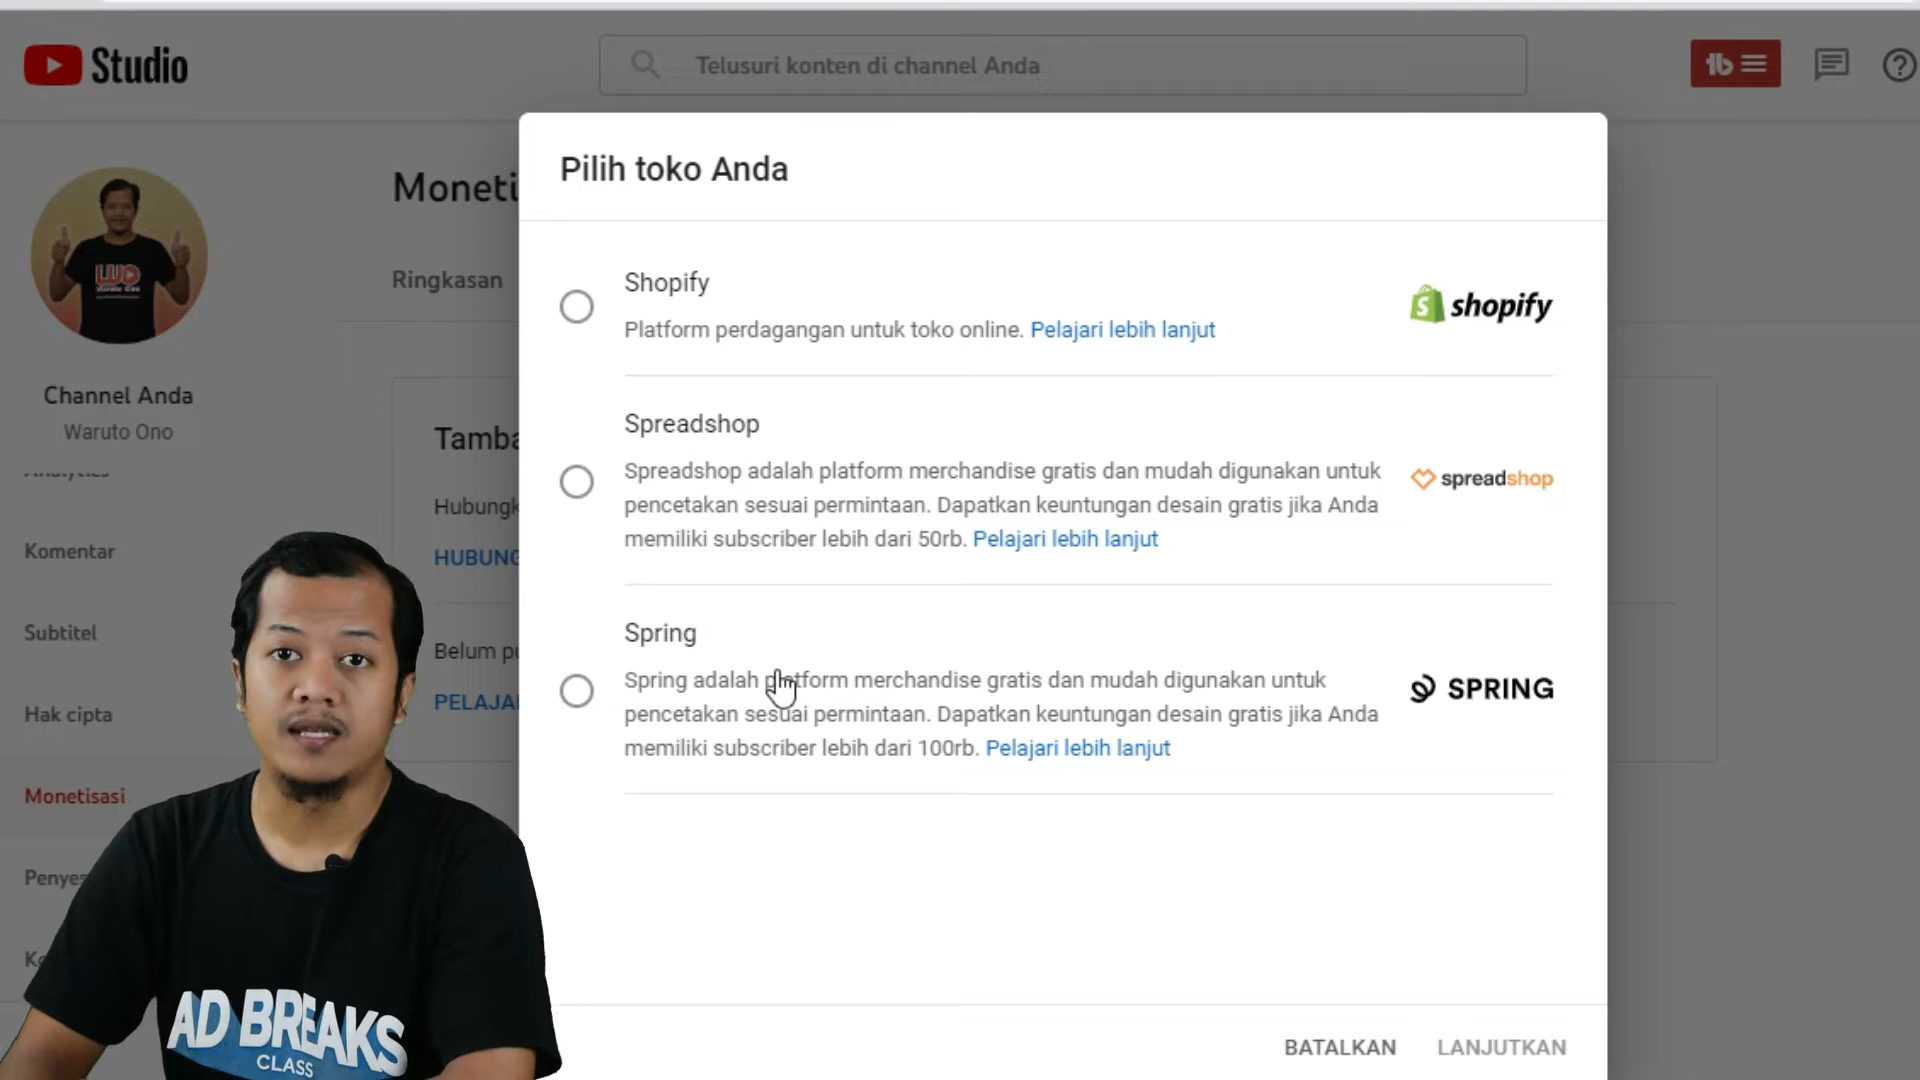 Studio
Telusuri konten di channel Anda
Pilih toko Anda
Moneti
Ringkasan
Shopify
Platform perdagangan untuk toko online. Pelajari lebih lanjut
shopify
Channel Anda
Waruto Ono
Analytics
Komentar
Subtitel
Hak cipta
Monetisasi
Penyes
Ko
Tamba
Hubungk
HUBUNG
Belum pu
PELAJA
Spreadshop
Spreadshop adalah platform merchandise gratis dan mudah digunakan untuk
pencetakan sesuai permintaan. Dapatkan keuntungan desain gratis jika Anda
memiliki subscriber lebih dari 50rb. Pelajari lebih lanjut
spreadshop
Spring
Spring adalah platform merchandise gratis dan mudah digunakan untuk
pencetakan sesuai permintaan. Dapatkan keuntungan desain gratis jika Anda
memiliki subscriber lebih dari 100rb. Pelajari lebih lanjut
SPRING
BATALKAN
LANJUTKAN
AD BREAKS
CLASS